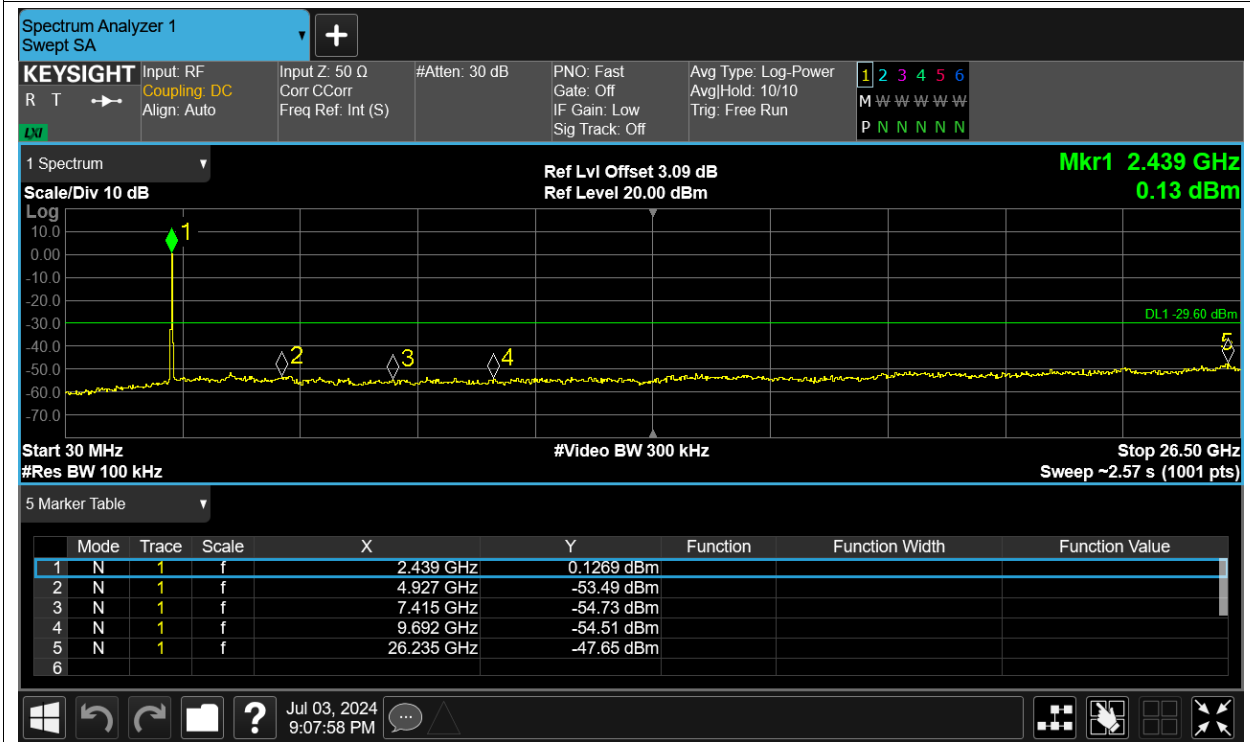 Spectrum Analyzer 1
Swept SA
+
KEYSIGHT
R T
LXI
Input: RF
Coupling: DC
Align: Auto
Input Z: 50 Ω
Corr CCorr
Freq Ref: Int (S)
#Atten: 30 dB
PNO: Fast
Gate: Off
IF Gain: Low
Sig Track: Off
Avg Type: Log-Power
Avg|Hold: 10/10
Trig: Free Run
1 2 3 4 5 6
M W W W W W
P N N N N N
1 Spectrum
Scale/Div 10 dB
Ref Lvl Offset 3.09 dB
Ref Level 20.00 dBm
Mkr1 2.439 GHz
0.13 dBm
Log
10.0
0.00
-10.0
-20.0
-30.0
-40.0
-50.0
-60.0
-70.0
1
2
3
4
5
DL1 -29.60 dBm
Start 30 MHz
#Video BW 300 kHz
Stop 26.50 GHz
#Res BW 100 kHz
Sweep ~2.57 s (1001 pts)
5 Marker Table
Mode Trace Scale X Y Function Function Width Function Value
1 N 1 f 2.439 GHz 0.1269 dBm
2 N 1 f 4.927 GHz -53.49 dBm
3 N 1 f 7.415 GHz -54.73 dBm
4 N 1 f 9.692 GHz -54.51 dBm
5 N 1 f 26.235 GHz -47.65 dBm
6
?
Jul 03, 2024
9:07:58 PM